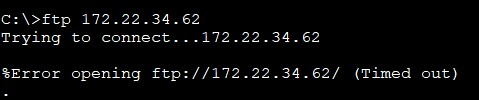 C:\>ftp 172.22.34.62
Trying to connect...172.22.34.62
%Error opening ftp://172.22.34.62/ (Timed out)
.